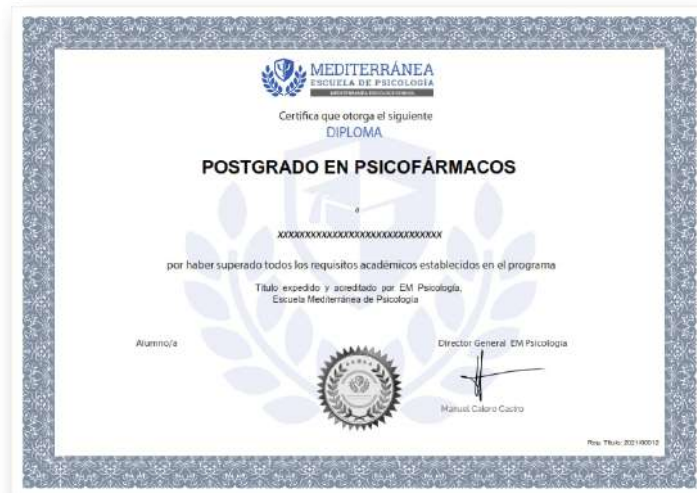 MEDITERRÁNEA
ESCUELA DE PSICOLOGÍA
Certifica que otorga el siguiente
DIPLOMA
POSTGRADO EN PSICOFÁRMACOS
a
xxxxxxxxxxxxxxxxxxxxxxxxxxxxxx
por haber superado todos los requisitos académicos establecidos en el programa
Título expedido y acreditado por EM Psicología,
Escuela Mediterránea de Psicología
Alumno/a
Director General EM Psicología
Manuel Calero Castro